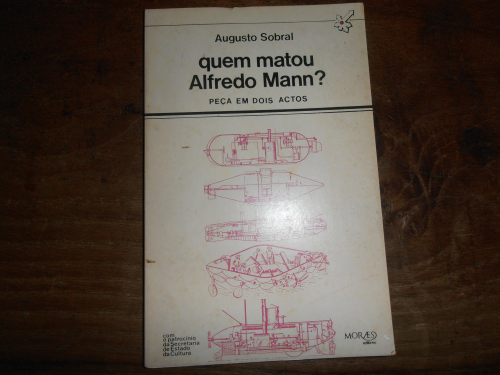 Augusto Sobral
quem matou
Alfredo Mann?
PEÇA EM DOIS ACTOS
com
o patrocínio
da Secretaria
de Estado
da Cultura
MORÆS
editores